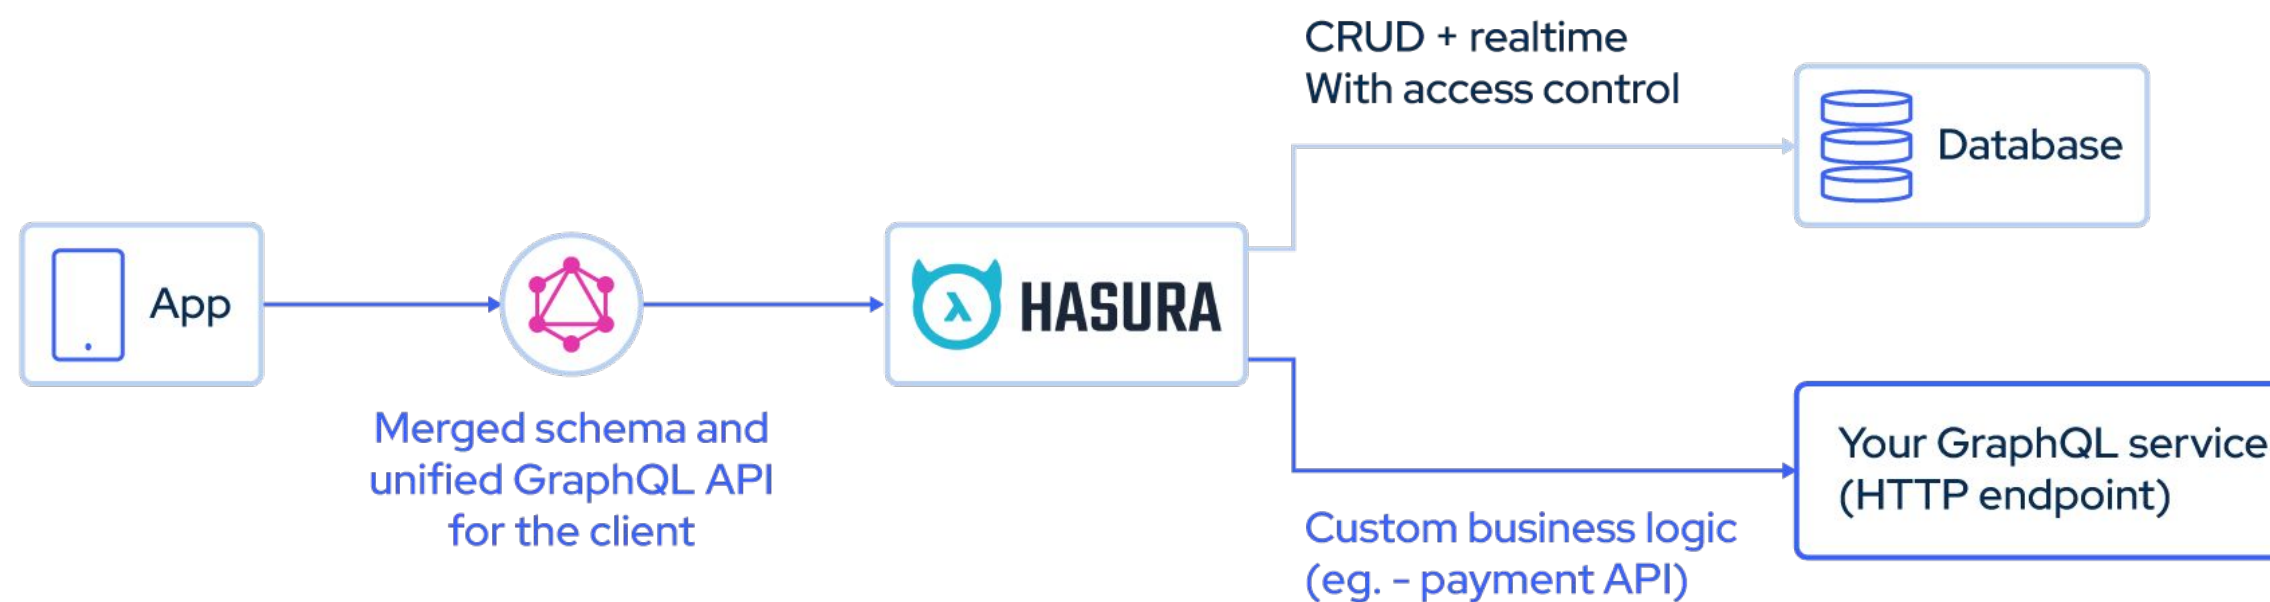 CRUD + realtime
With access control
Database
App
HASURA
Merged schema and
unified GraphQL API
for the client
Your GraphQL service
(HTTP endpoint)
Custom business logic
(eg. - payment API)